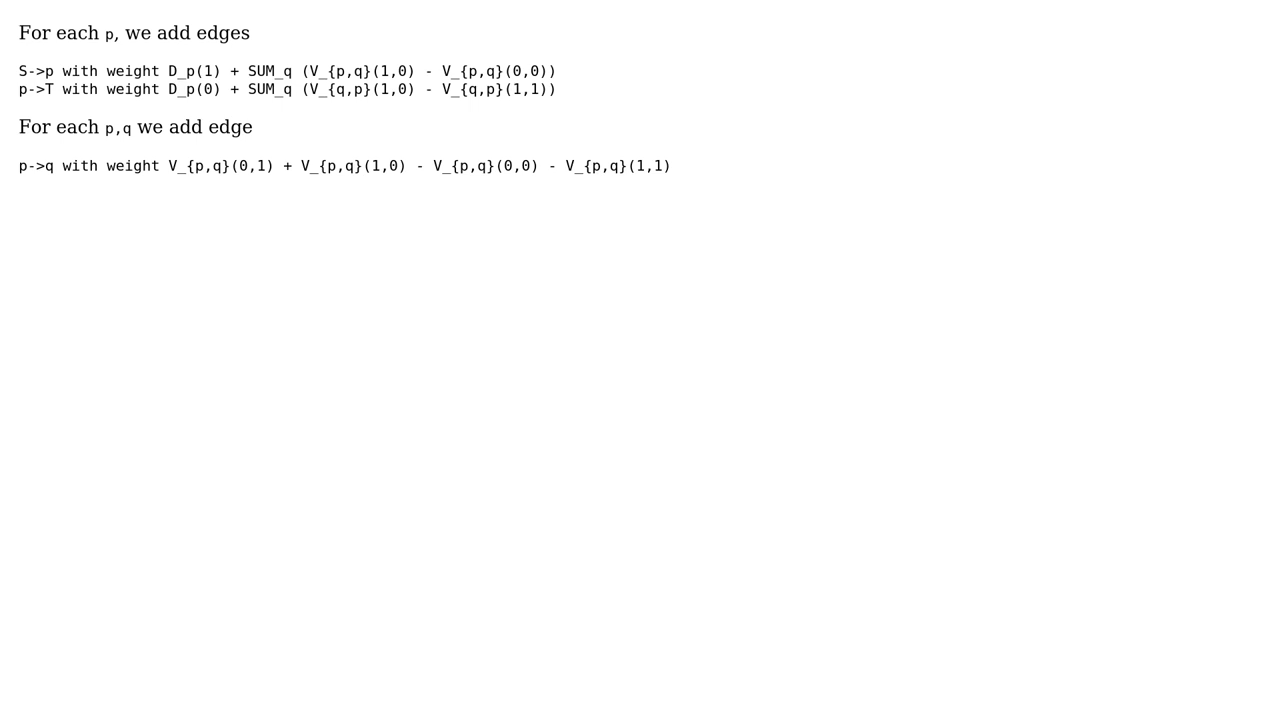 For each p, we add edges
S->p with weight D_p(1) + SUM_q (V_{p,q}(1,0) - V_{p,q}(0,0))
p->T with weight D_p(0) + SUM_q (V_{q,p}(1,0) - V_{q,p}(1,1))
For each p,q we add edge
p->q with weight V_{p,q}(0,1) + V_{p,q}(1,0) - V_{p,q}(0,0) - V_{p,q}(1,1)